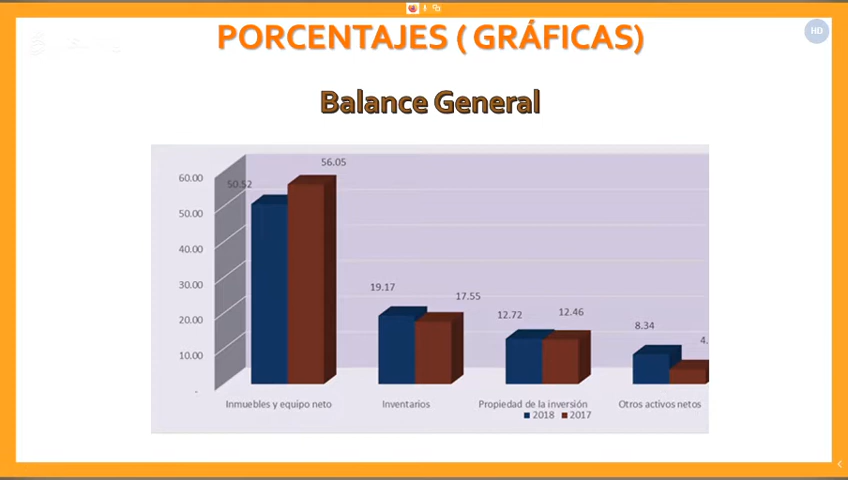 PORCENTAJES ( GRÁFICAS)
HD
Balance General
56.05
60.00
50.52
50.00
40.00
30.00
19.17
17.55
20.00
12.72
12.46
8.34
4.
10.00
-
Inmuebles y equipo neto
Inventarios
Propiedad de la inversión
Otros activos netos
2018
2017